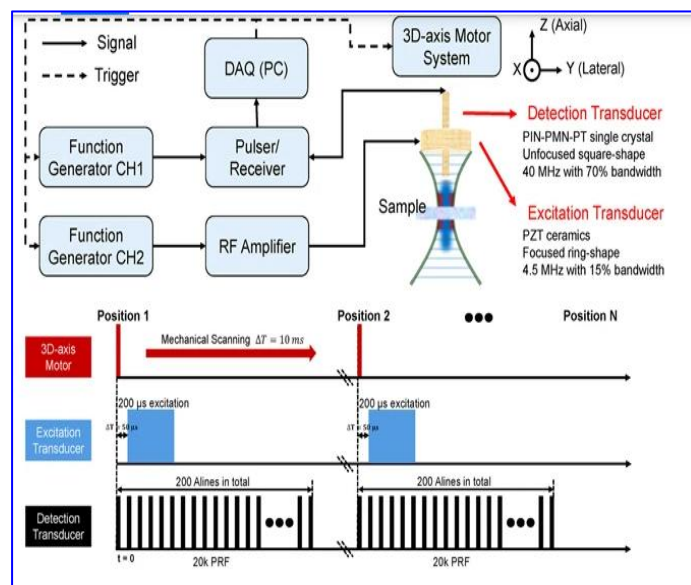 Signal
Trigger
DAQ (PC)
3D-axis Motor
System
Z (Axial)
X
Y (Lateral)
Function
Generator CH1
Pulser/
Receiver
Detection Transducer
PIN-PMN-PT single crystal
Unfocused square-shape
40 MHz with 70% bandwidth
Sample
Function
Generator CH2
RF Amplifier
Excitation Transducer
PZT ceramics
Focused ring-shape
4.5 MHz with 15% bandwidth
Position 1
Position 2
Position N
3D-axis
Motor
Mechanical Scanning ΔT = 10 ms
200 μs excitation
200 μs excitation
Excitation
Transducer
ΔT = 50 μs
ΔT = 50 μs
200 Alines in total
200 Alines in total
Detection
Transducer
t = 0
20k PRF
20k PRF